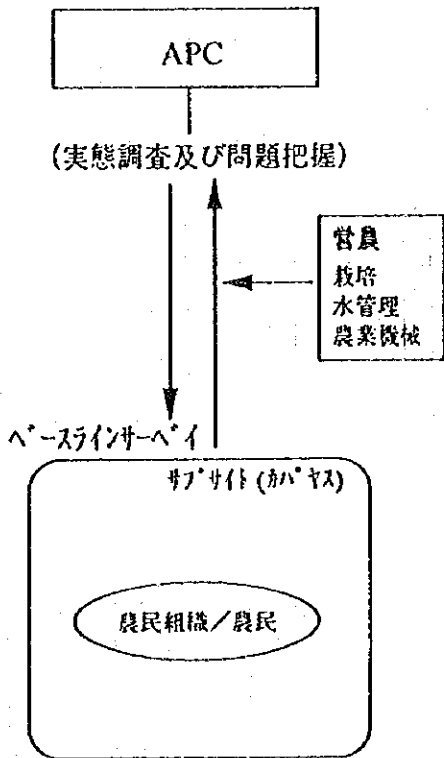 APC
(実態調査及び問題把握)
営農
栽培
水管理
農業機械
ベースラインサーベイ
サブサイト(カバヤス)
農民組織／農民